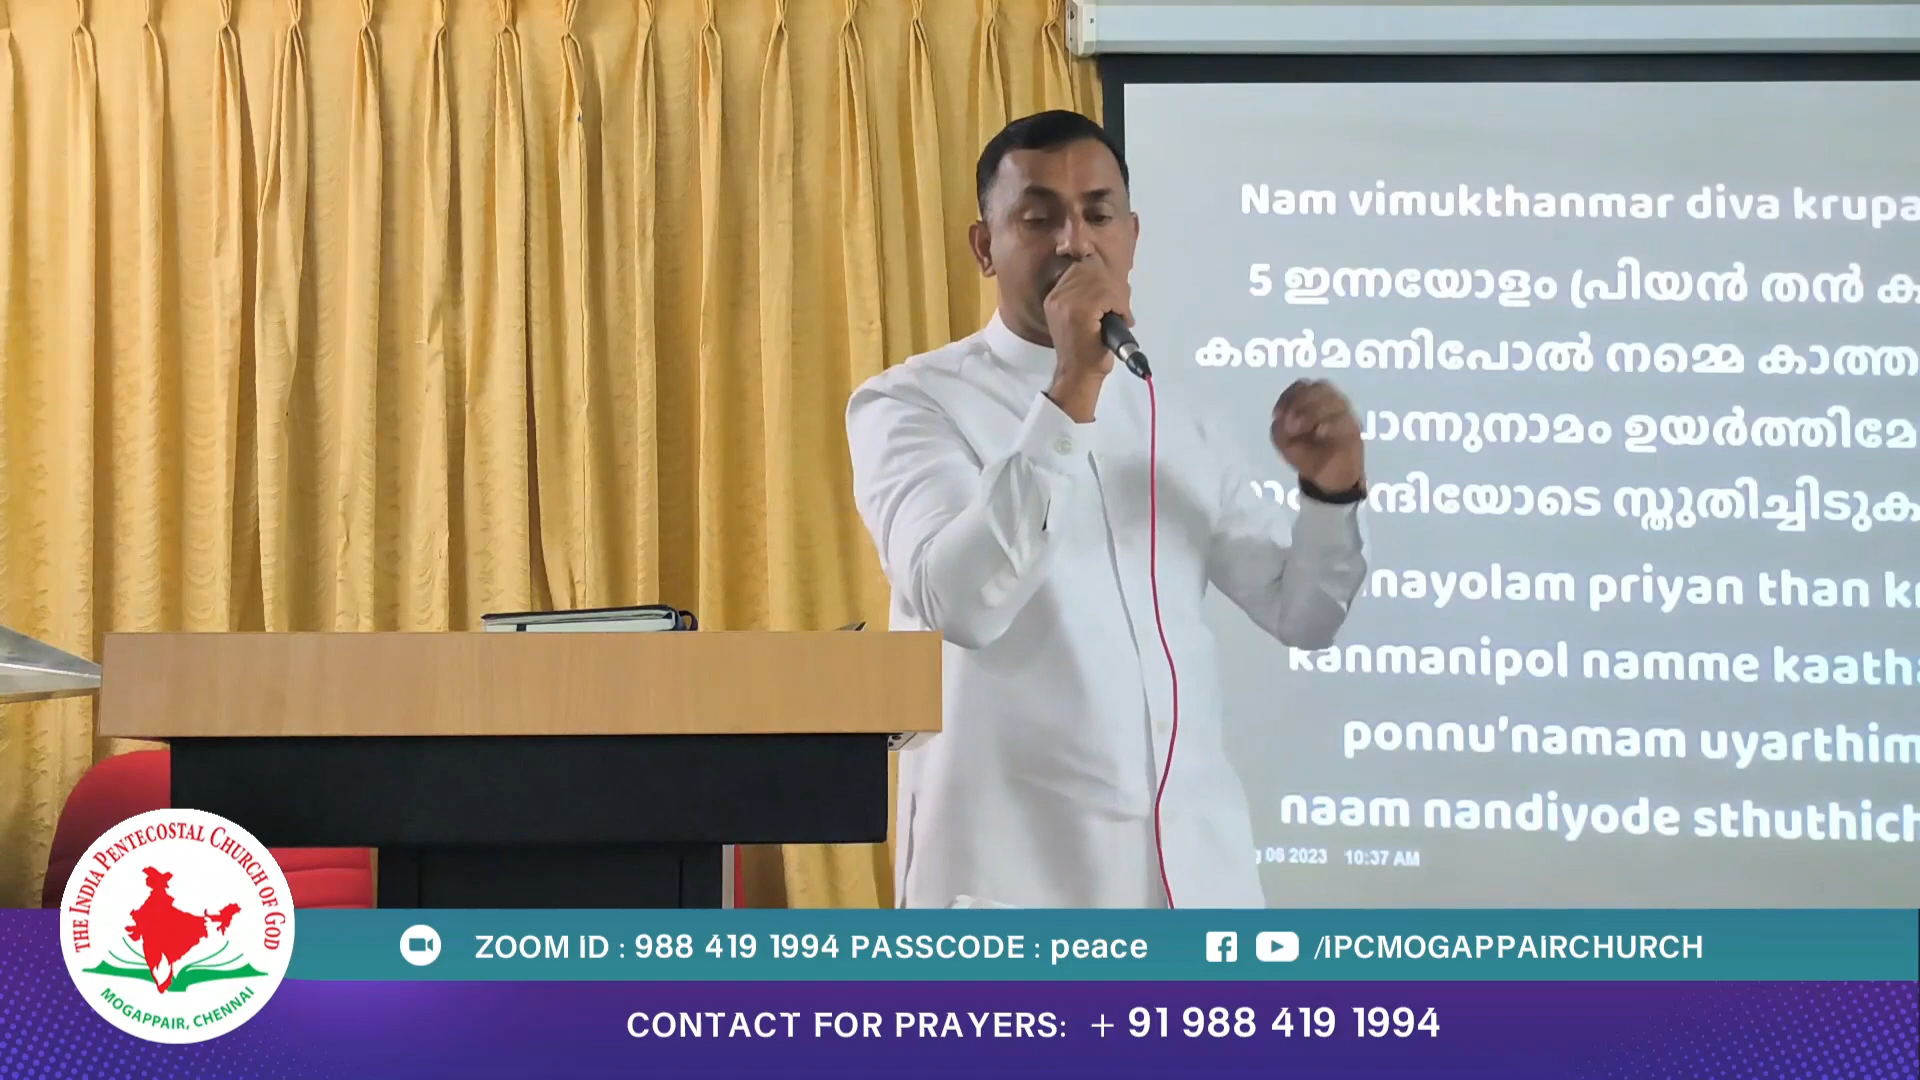 Nam vimukthanmar diva
5 ഇന്നയോളം പ്രിയൻ തൻ
കൺമണിപോൽ നമ്മെ
ഉയർത്തിമേ
സ്തുതിച്ചിടുക
priyan than
kanmanipol namme
ponnu'namam
naam nandiyode
06 2023 10:37 AM
THE INDIA PENTECOSTAL CHURCH OF GOD
MOGAPPAIR, CHENNAI
ZOOM ID : 988 419 1994 PASSCODE : peace
/IPCMOGAPPAIRCHURCH
CONTACT FOR PRAYERS: + 91 988 419 1994